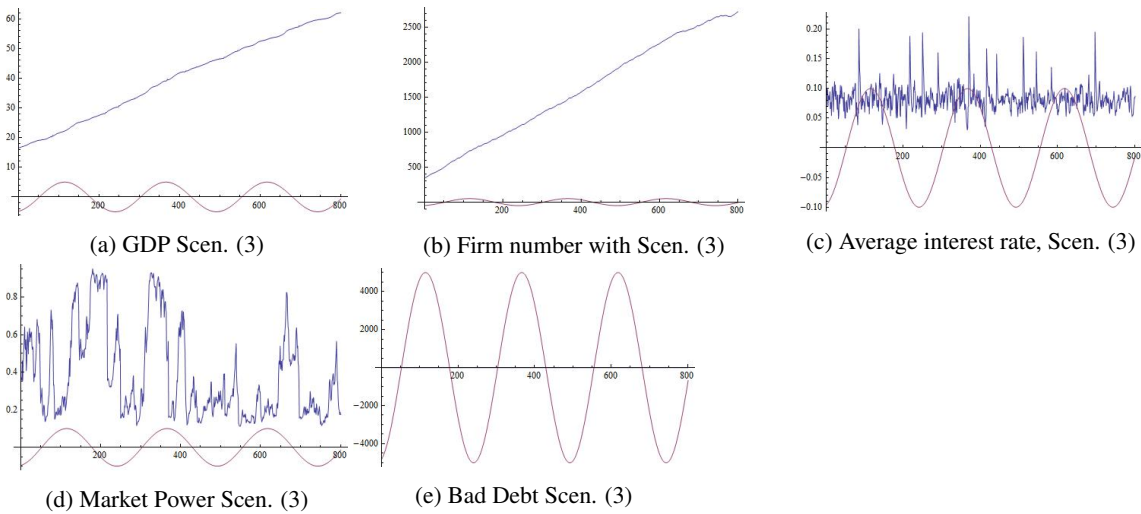 60
50
40
30
20
10
200 400 600 800
(a) GDP Scen. (3)
2500
2000
1500
1000
500
200 400 600 800
(b) Firm number with Scen. (3)
0.20
0.15
0.10
0.05
200 400 600 800
−0.05
−0.10
(c) Average interest rate, Scen. (3)
0.8
0.6
0.4
0.2
200 400 600 800
(d) Market Power Scen. (3)
4000
2000
200 400 600 800
−2000
−4000
(e) Bad Debt Scen. (3)